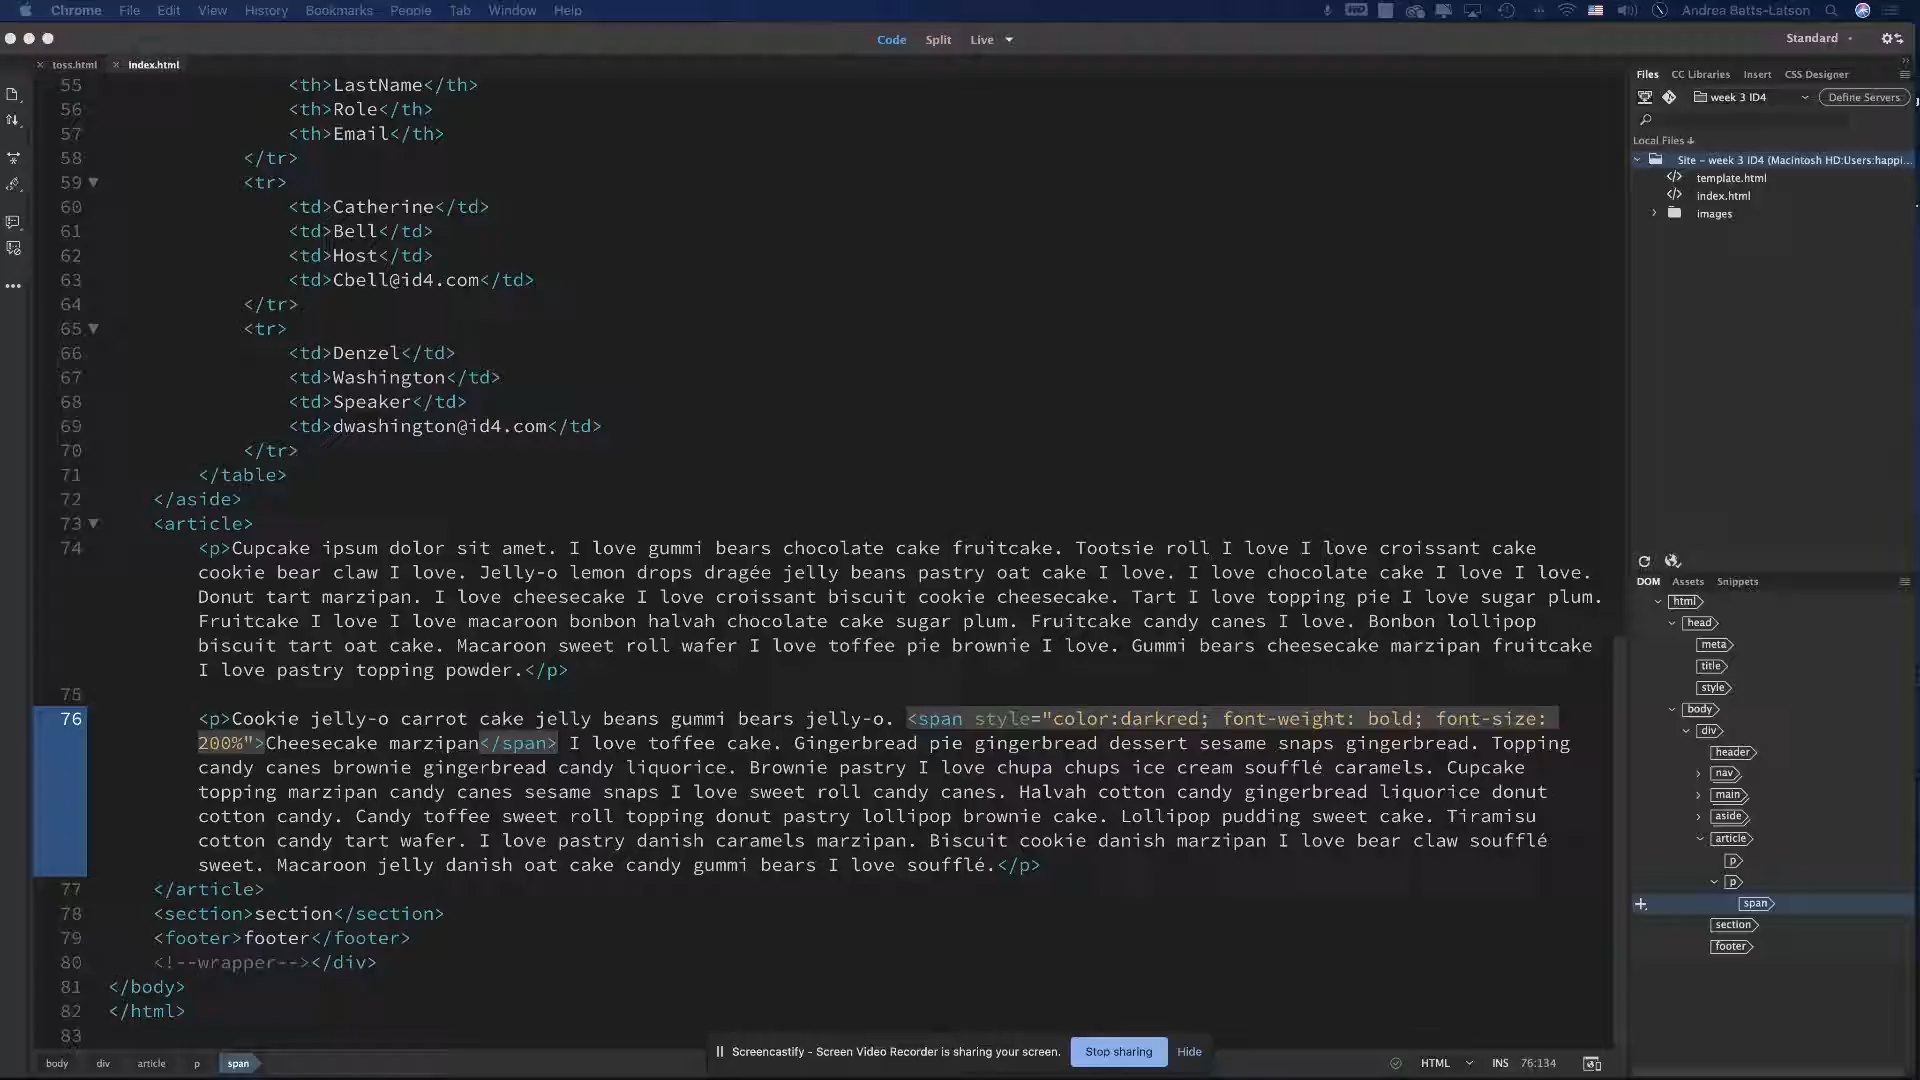 Chrome File Edit View History Bookmarks People Tab Window Help Andrea Batts-Latson
Code Split Live
Standard
toss.html index.html
Files CC Libraries Insert CSS Designer
week 3 ID4 Define Servers
Local Files
Site – week 3 ID4 (Macintosh HD:Users:happi...
template.html
index.html
images
55 <th>LastName</th>
56 <th>Role</th>
57 <th>Email</th>
58 </tr>
59 <tr>
60 <td>Catherine</td>
61 <td>Bell</td>
62 <td>Host</td>
63 <td>Cbell@id4.com</td>
64 </tr>
65 <tr>
66 <td>Denzel</td>
67 <td>Washington</td>
68 <td>Speaker</td>
69 <td>dwashington@id4.com</td>
70 </tr>
71 </table>
72 </aside>
73 <article>
74 <p>Cupcake ipsum dolor sit amet. I love gummi bears chocolate cake fruitcake. Tootsie roll I love I love croissant cake
cookie bear claw I love. Jelly-o lemon drops dragée jelly beans pastry oat cake I love. I love chocolate cake I love I love.
Donut tart marzipan. I love cheesecake I love croissant biscuit cookie cheesecake. Tart I love topping pie I love sugar plum.
Fruitcake I love I love macaroon bonbon halvah chocolate cake sugar plum. Fruitcake candy canes I love. Bonbon lollipop
biscuit tart oat cake. Macaroon sweet roll wafer I love toffee pie brownie I love. Gummi bears cheesecake marzipan fruitcake
I love pastry topping powder.</p>
75
76 <p>Cookie jelly-o carrot cake jelly beans gummi bears jelly-o. <span style="color:darkred; font-weight: bold; font-size:
200%">Cheesecake marzipan</span> I love toffee cake. Gingerbread pie gingerbread dessert sesame snaps gingerbread. Topping
candy canes brownie gingerbread candy liquorice. Brownie pastry I love chupa chups ice cream soufflé caramels. Cupcake
topping marzipan candy canes sesame snaps I love sweet roll candy canes. Halvah cotton candy gingerbread liquorice donut
cotton candy. Candy toffee sweet roll topping donut pastry lollipop brownie cake. Lollipop pudding sweet cake. Tiramisu
cotton candy tart wafer. I love pastry danish caramels marzipan. Biscuit cookie danish marzipan I love bear claw soufflé
sweet. Macaroon jelly danish oat cake candy gummi bears I love soufflé.</p>
77 </article>
78 <section>section</section>
79 <footer>footer</footer>
80 <!--wrapper--></div>
81 </body>
82 </html>
83
DOM Assets Snippets
html
head
meta
title
style
body
div
header
nav
main
aside
article
p
p
span
section
footer
Screencastify - Screen Video Recorder is sharing your screen. Stop sharing Hide
body div article p span
HTML INS 76:134